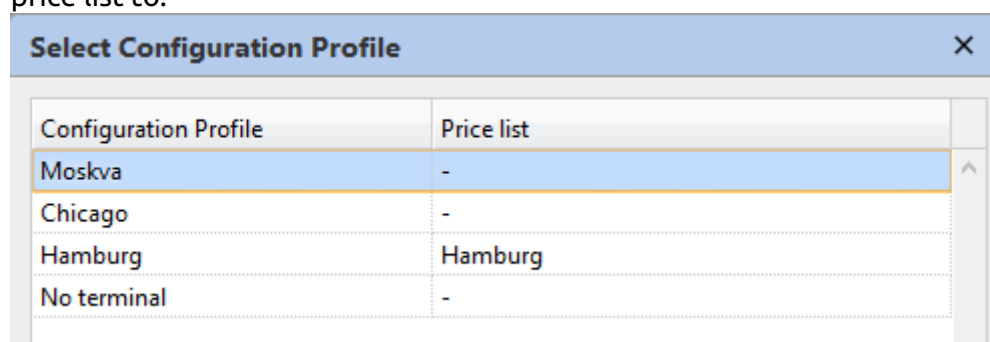 price list to.
Select Configuration Profile ×
Configuration Profile Price list
Moskva -
Chicago -
Hamburg Hamburg
No terminal -